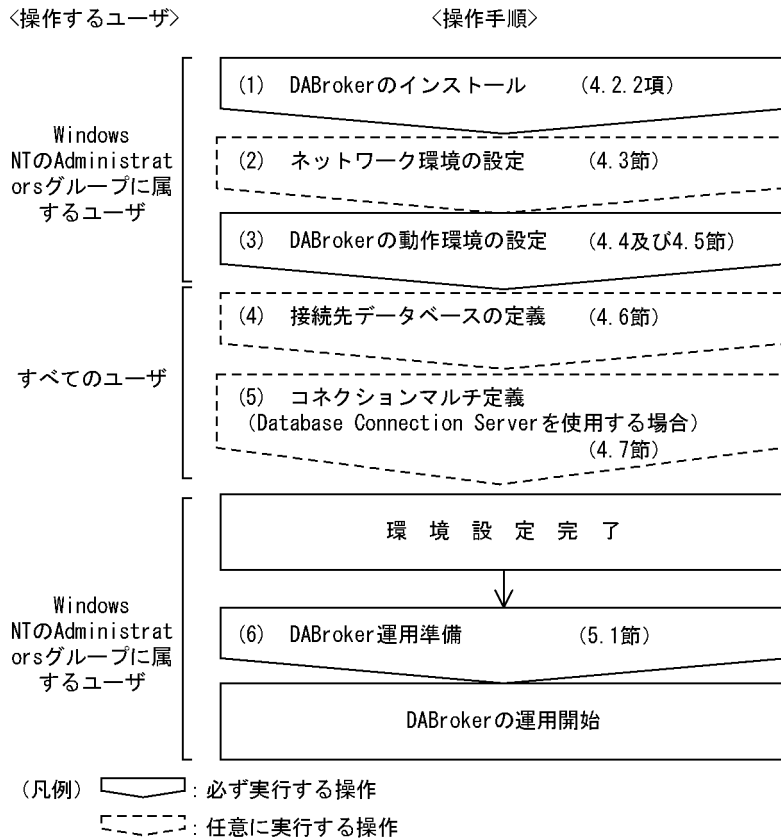 〈操作するユーザ〉
〈操作手順〉
Windows
NTのAdministrat
orsグループに属
するユーザ
(1) DABrokerのインストール (4.2.2項)
(2) ネットワーク環境の設定 (4.3節)
(3) DABrokerの動作環境の設定 (4.4及び4.5節)
すべてのユーザ
(4) 接続先データベースの定義 (4.6節)
(5) コネクションマルチ定義
(Database Connection Serverを使用する場合)
(4.7節)
Windows
NTのAdministrat
orsグループに属
するユーザ
環 境 設 定 完 了
(6) DABroker運用準備 (5.1節)
DABrokerの運用開始
(凡例) : 必ず実行する操作
: 任意に実行する操作